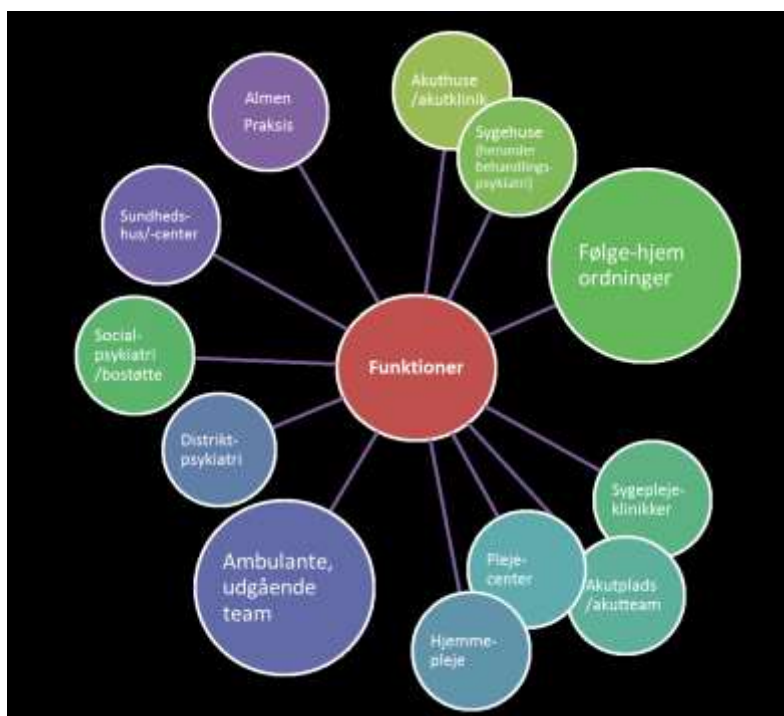 Almen
Praksis
Akuthuse
/akutklinik
Sygehuse
(herunder
behandlings-
psykiatri)
Sundheds-
hus/-center
Følge-hjem
ordninger
Social-
psykiatri
/bostøtte
Funktioner
Distrikt-
psykiatri
Sygepleje-
klinikker
Ambulante,
udgående
team
Pleje-
center
Akutplads
/akutteam
Hjemme-
pleje